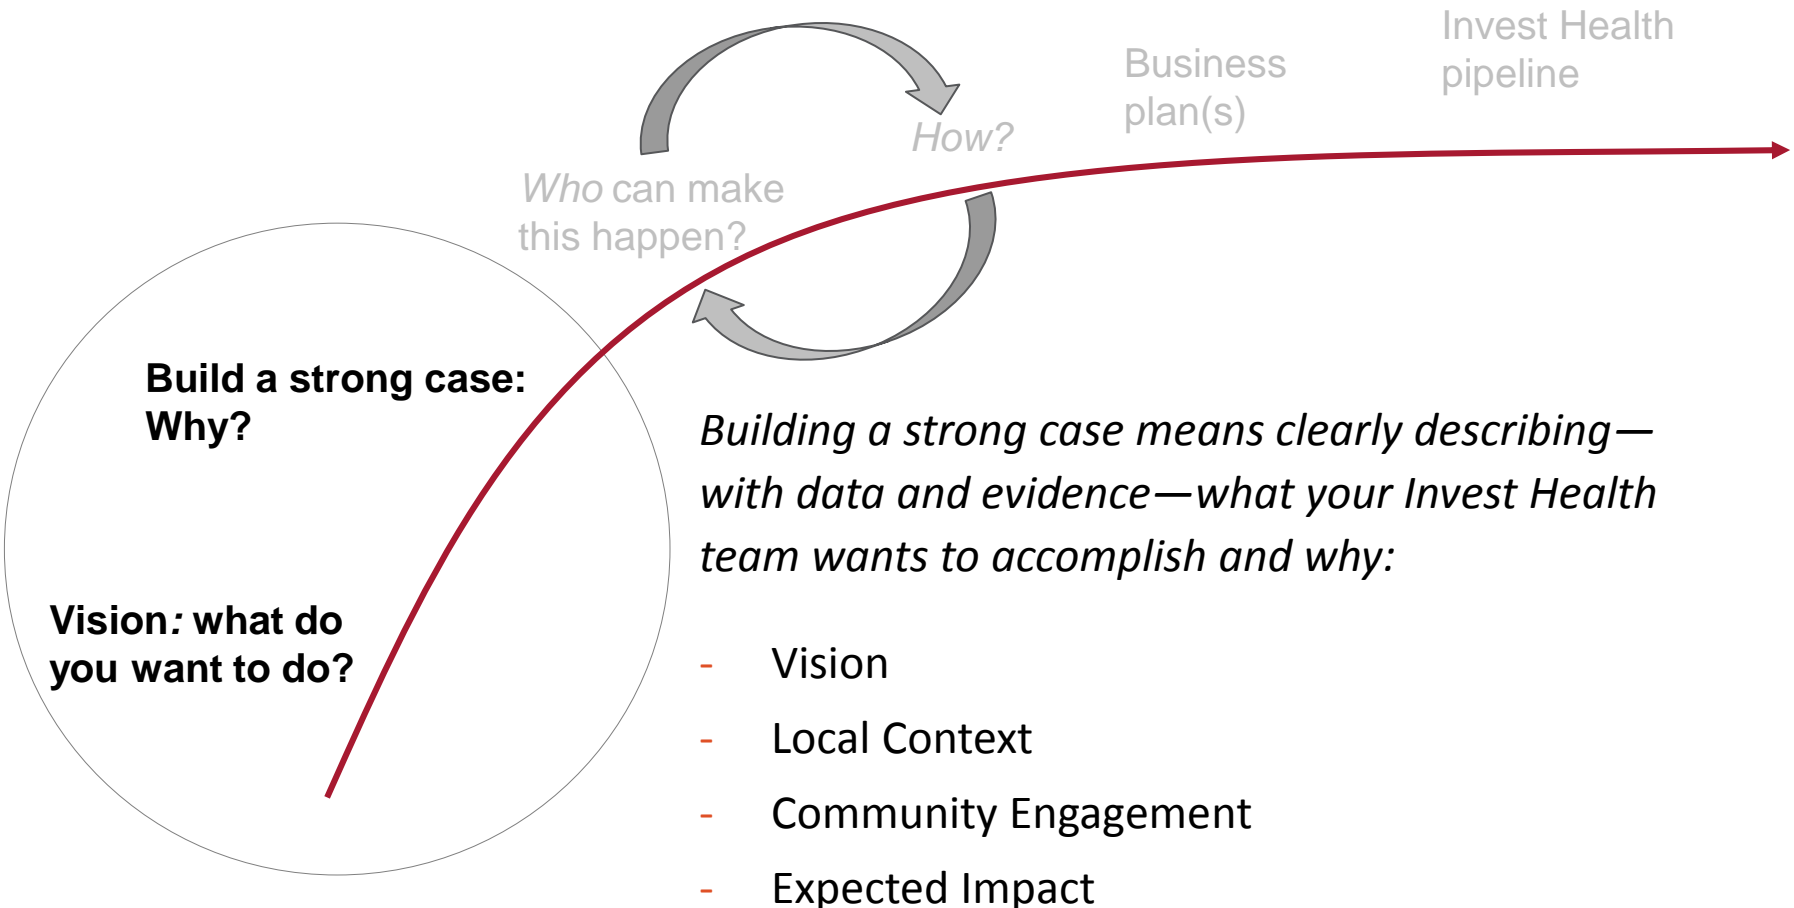 Invest Health
pipeline
Business
plan(s)
How?
Who can make
this happen?
Build a strong case:
Why?
Vision: what do
you want to do?
Building a strong case means clearly describing—
with data and evidence—what your Invest Health
team wants to accomplish and why:
- Vision
- Local Context
- Community Engagement
- Expected Impact